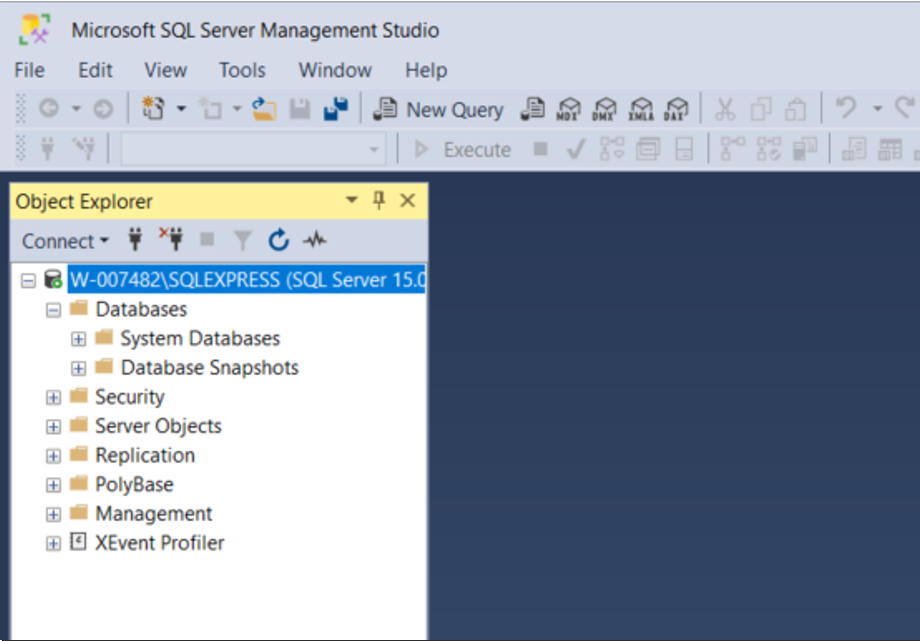 Microsoft SQL Server Management Studio
File Edit View Tools Window Help
New Query MDX DMX XMLA DAX
Execute
Object Explorer
Connect
W-007482\SQLEXPRESS (SQL Server 15.0
Databases
System Databases
Database Snapshots
Security
Server Objects
Replication
PolyBase
Management
XEvent Profiler